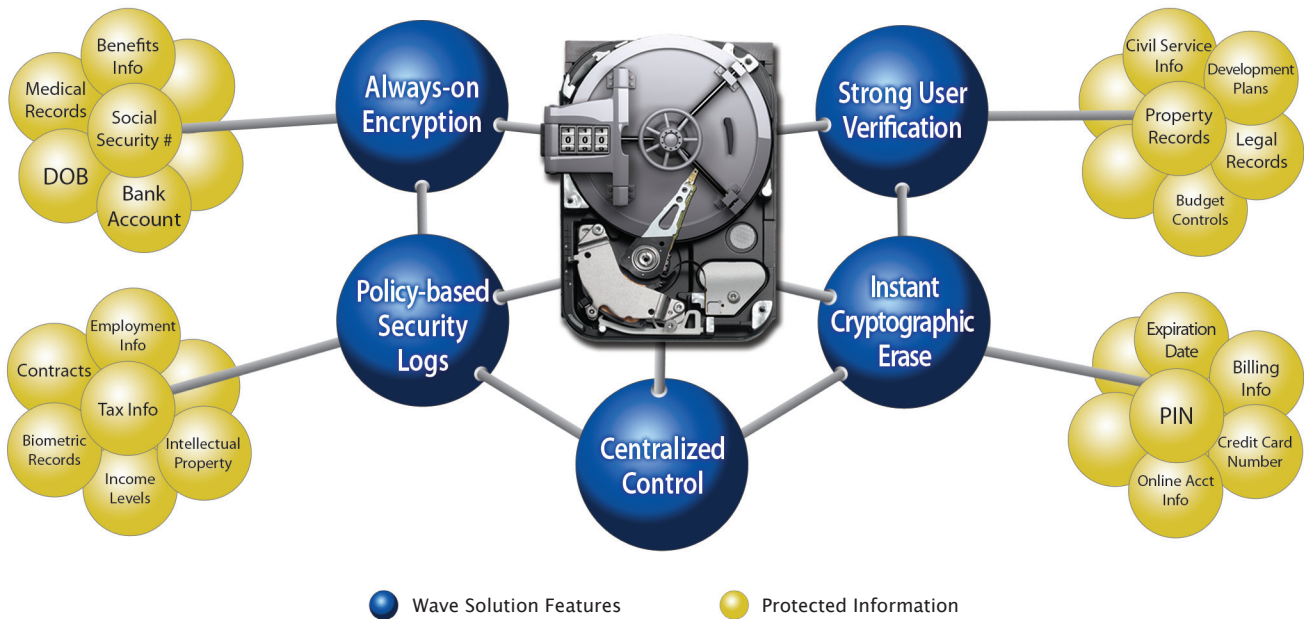 Benefits
Info
Medical
Records
Social
Security #
DOB
Bank
Account
Always-on
Encryption
Strong User
Verification
Civil Service
Info
Development
Plans
Property
Records
Legal
Records
Budget
Controls
Policy-based
Security
Logs
Instant
Cryptographic
Erase
Centralized
Control
Employment
Info
Contracts
Tax Info
Biometric
Records
Intellectual
Property
Income
Levels
Expiration
Date
Billing
Info
PIN
Credit Card
Number
Online Acct
Info
Wave Solution Features
Protected Information